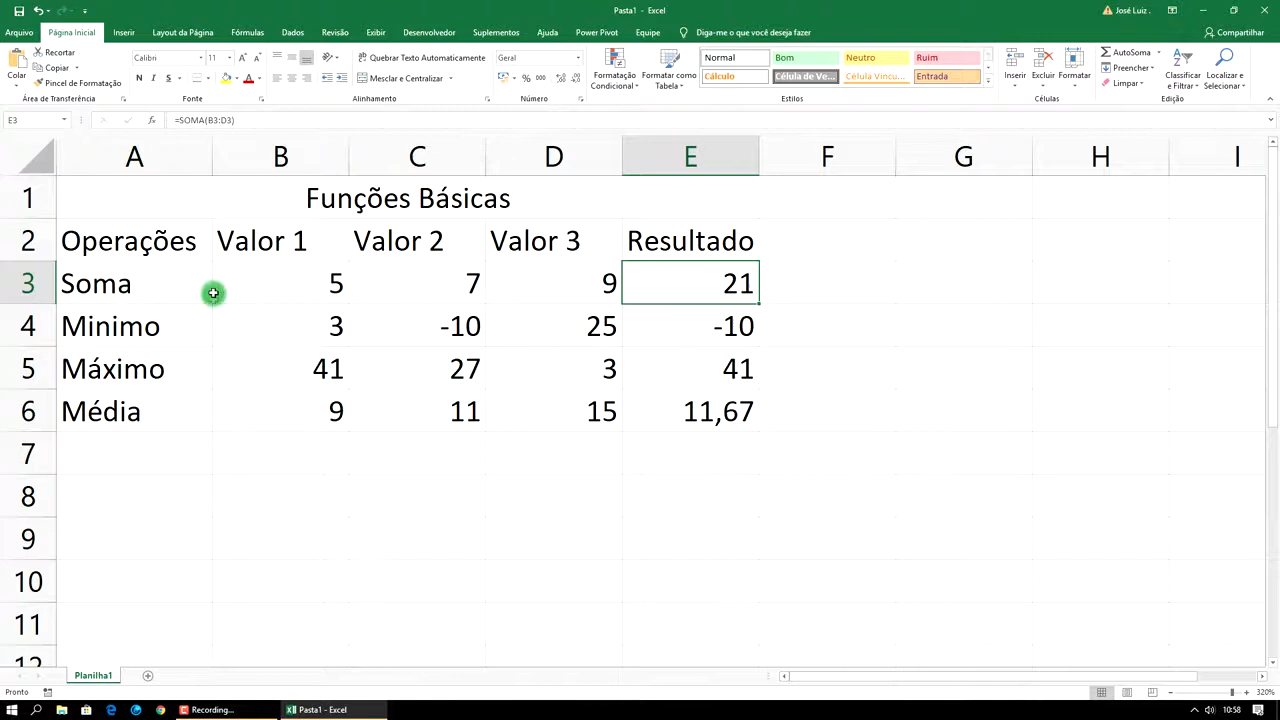 Pasta1 - Excel
José Luiz .
Arquivo Página Inicial Inserir Layout da Página Fórmulas Dados Revisão Exibir Desenvolvedor Suplementos Ajuda Power Pivot Equipe Diga-me o que você deseja fazer Compartilhar
Colar
Recortar
Copiar
Pincel de Formatação
Área de Transferência
Calibri 11
N I S
Fonte
Quebrar Texto Automaticamente
Mesclar e Centralizar
Alinhamento
Geral
% 000
Número
Formatação Condicional
Formatar como Tabela
Normal Bom Neutro Ruim
Cálculo Célula de Ve... Célula Vincu... Entrada
Estilos
Inserir Excluir Formatar
Células
AutoSoma
Preencher
Limpar
Classificar e Filtrar
Localizar e Selecionar
Edição
E3 fx =SOMA(B3:D3)
A B C D E F G H I
1 Funções Básicas
2 Operações Valor 1 Valor 2 Valor 3 Resultado
3 Soma 5 7 9 21
4 Minimo 3 -10 25 -10
5 Máximo 41 27 3 41
6 Média 9 11 15 11,67
7
8
9
10
11
12
Planilha1
Pronto 320%
Recording... Pasta1 - Excel 10:58